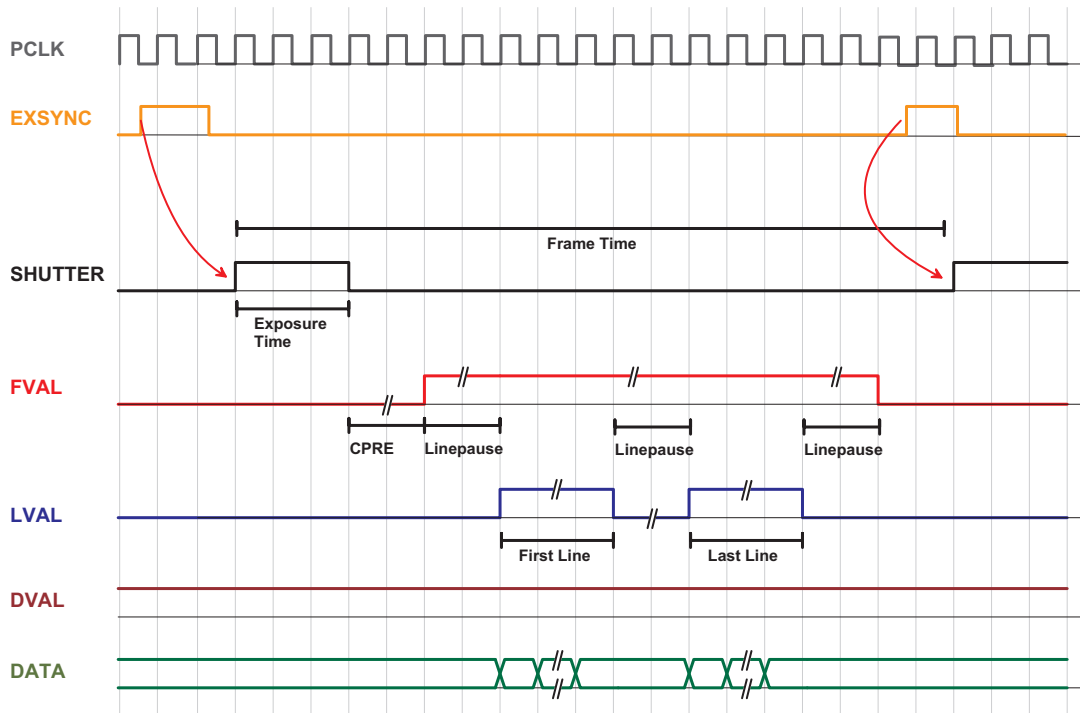 PCLK
EXSYNC
Frame Time
SHUTTER
Exposure
Time
FVAL
CPRE
Linepause
Linepause
Linepause
LVAL
First Line
Last Line
DVAL
DATA